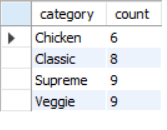 category count
Chicken 6
Classic 8
Supreme 9
Veggie 9